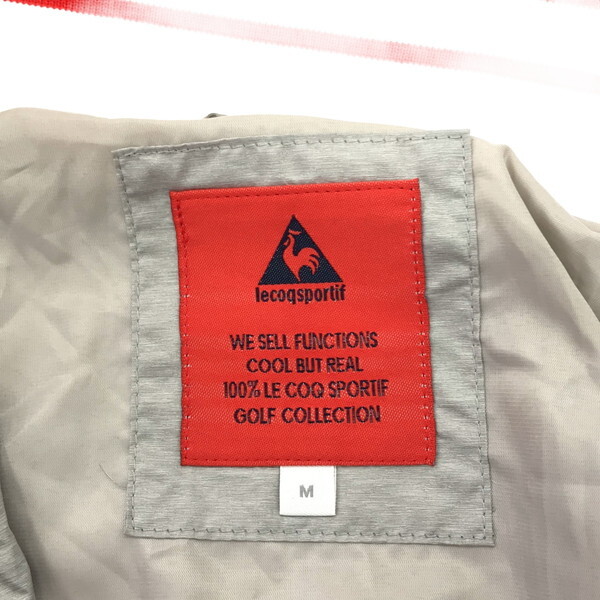 lecoqsportif
WE SELL FUNCTIONS
COOL BUT REAL
100% LE COQ SPORTIF
GOLF COLLECTION
M